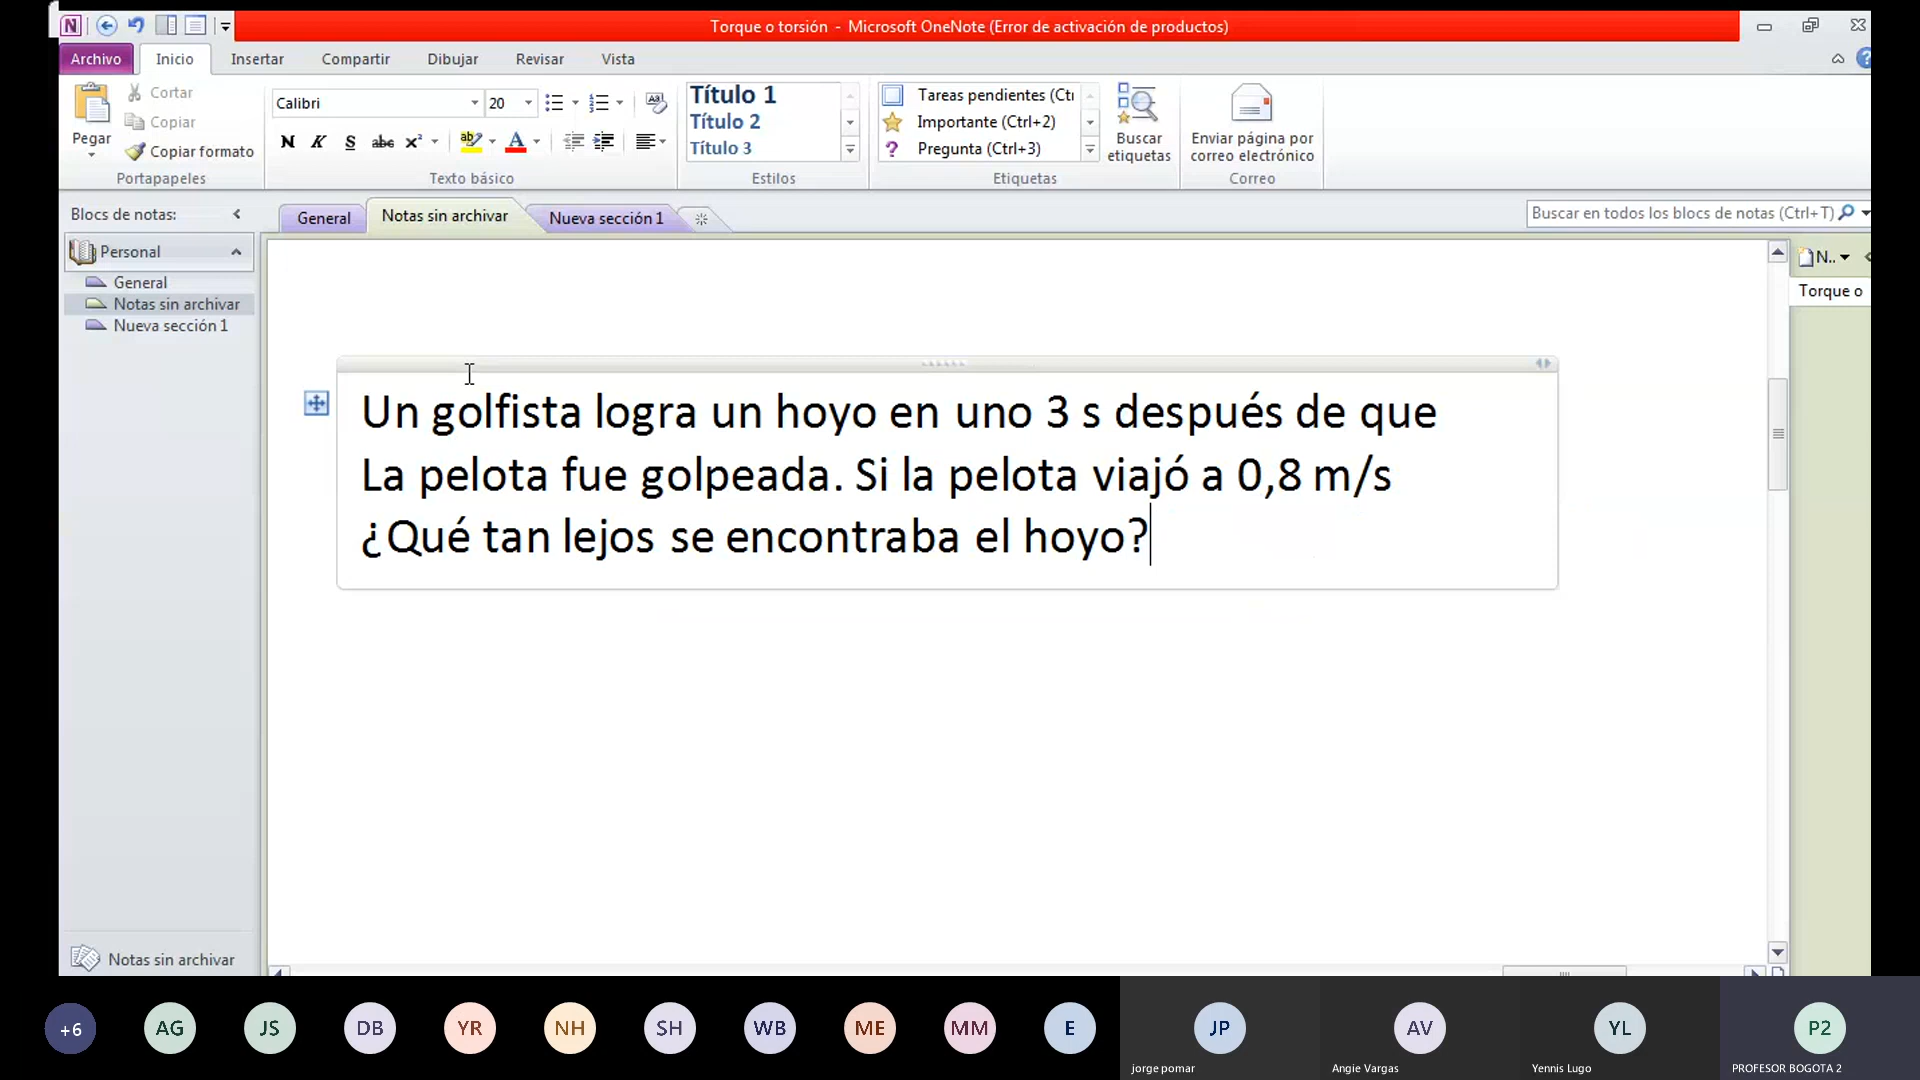 Torque o torsión - Microsoft OneNote (Error de activación de productos)
Archivo Inicio Insertar Compartir Dibujar Revisar Vista
Pegar
Cortar
Copiar
Copiar formato
Portapapeles
Calibri 20
N K S abc x²
Texto básico
Título 1
Título 2
Título 3
Estilos
Tareas pendientes (Ctr
Importante (Ctrl+2)
Pregunta (Ctrl+3)
Etiquetas
Buscar
etiquetas
Enviar página por
correo electrónico
Correo
Blocs de notas:
General Notas sin archivar Nueva sección 1
Buscar en todos los blocs de notas (Ctrl+T)
Personal
General
Notas sin archivar
Nueva sección 1
N..
Torque o
Un golfista logra un hoyo en uno 3 s después de que
La pelota fue golpeada. Si la pelota viajó a 0,8 m/s
¿Qué tan lejos se encontraba el hoyo?
Notas sin archivar
+6 AG JS DB YR NH SH WB ME MM E JP AV YL P2
jorge pomar Angie Vargas Yennis Lugo PROFESOR BOGOTA 2